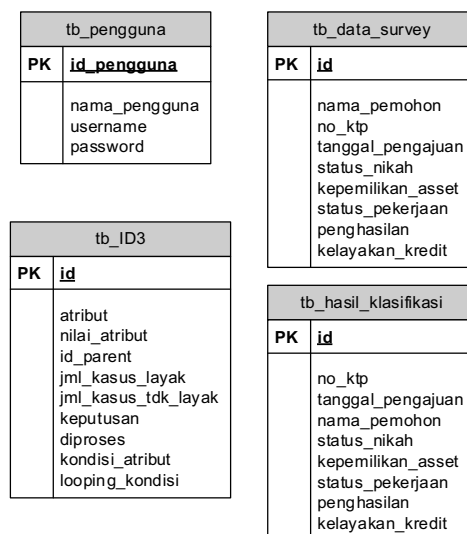 tb_pengguna
PK id_pengguna
nama_pengguna
username
password
tb_data_survey
PK id
nama_pemohon
no_ktp
tanggal_pengajuan
status_nikah
kepemilikan_asset
status_pekerjaan
penghasilan
kelayakan_kredit
tb_ID3
PK id
atribut
nilai_atribut
id_parent
jml_kasus_layak
jml_kasus_tdk_layak
keputusan
diproses
kondisi_atribut
looping_kondisi
tb_hasil_klasifikasi
PK id
no_ktp
tanggal_pengajuan
nama_pemohon
status_nikah
kepemilikan_asset
status_pekerjaan
penghasilan
kelayakan_kredit